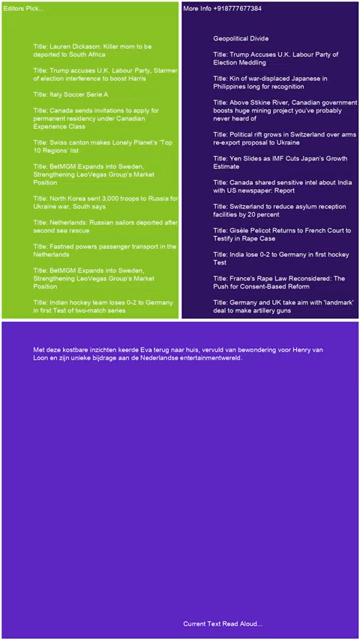 Editors Pick...
Title: Lauren Dickason: Killer mom to be
deported to South Africa
Title: Trump accuses U.K. Labour Party, Starmer
of election interference to boost Harris
Title: Italy Soccer Serie A
Title: Canada sends invitations to apply for
permanent residency under Canadian
Experience Class
Title: Swiss canton makes Lonely Planet's 'Top
10 Regions' list
Title: BetMGM Expands into Sweden,
Strengthening LeoVegas Group's Market
Position
Title: North Korea sent 3,000 troops to Russia for
Ukraine war, South says
Title: Netherlands: Russian sailors deported after
second sea rescue
Title: Fastned powers passenger transport in the
Netherlands
Title: BetMGM Expands into Sweden,
Strengthening LeoVegas Group's Market
Position
Title: Indian hockey team loses 0-2 to Germany
in first Test of two-match series
More Info +918777677384
Geopolitical Divide
Title: Trump Accuses U.K. Labour Party of
Election Meddling
Title: Kin of war-displaced Japanese in
Philippines long for recognition
Title: Above Stikine River, Canadian government
boosts huge mining project you've probably
never heard of
Title: Political rift grows in Switzerland over arms
re-export proposal to Ukraine
Title: Yen Slides as IMF Cuts Japan's Growth
Estimate
Title: Canada shared sensitive intel about India
with US newspaper: Report
Title: Switzerland to reduce asylum reception
facilities by 20 percent
Title: Gisèle Pelicot Returns to French Court to
Testify in Rape Case
Title: India lose 0-2 to Germany in first hockey
Test
Title: France's Rape Law Reconsidered: The
Push for Consent-Based Reform
Title: Germany and UK take aim with 'landmark'
deal to make artillery guns
Met deze kostbare inzichten keerde Eva terug naar huis, vervuld van bewondering voor Henry van
Loon en zijn unieke bijdrage aan de Nederlandse entertainmentwereld.
Current Text Read Aloud...